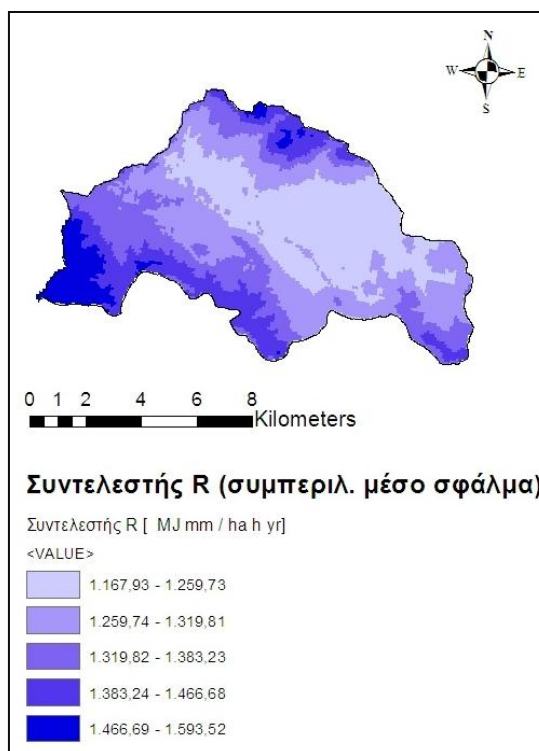 N
W E
S
0 1 2 4 6 8
Kilometers
Συντελεστής R (συμπεριλ. μέσο σφάλμα)
Συντελεστής R [ MJ mm / ha h yr]
<VALUE>
1.167,93 - 1.259,73
1.259,74 - 1.319,81
1.319,82 - 1.383,23
1.383,24 - 1.466,68
1.466,69 - 1.593,52